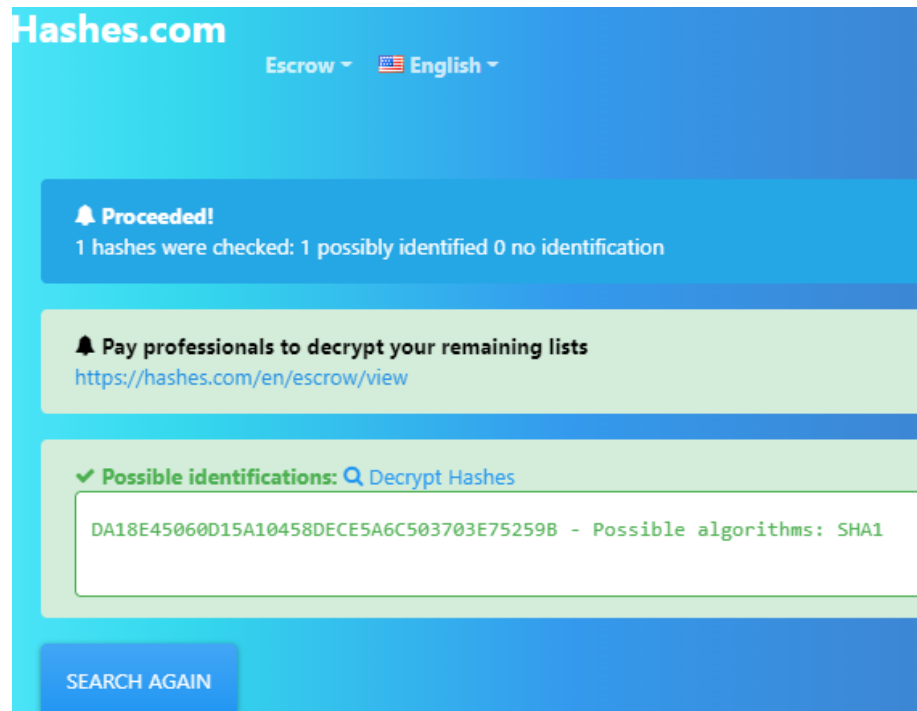 Hashes.com
Escrow English
Proceeded!
1 hashes were checked: 1 possibly identified 0 no identification
Pay professionals to decrypt your remaining lists
https://hashes.com/en/escrow/view
Possible identifications: Decrypt Hashes
DA18E45060D15A10458DECE5A6C503703E75259B - Possible algorithms: SHA1
SEARCH AGAIN